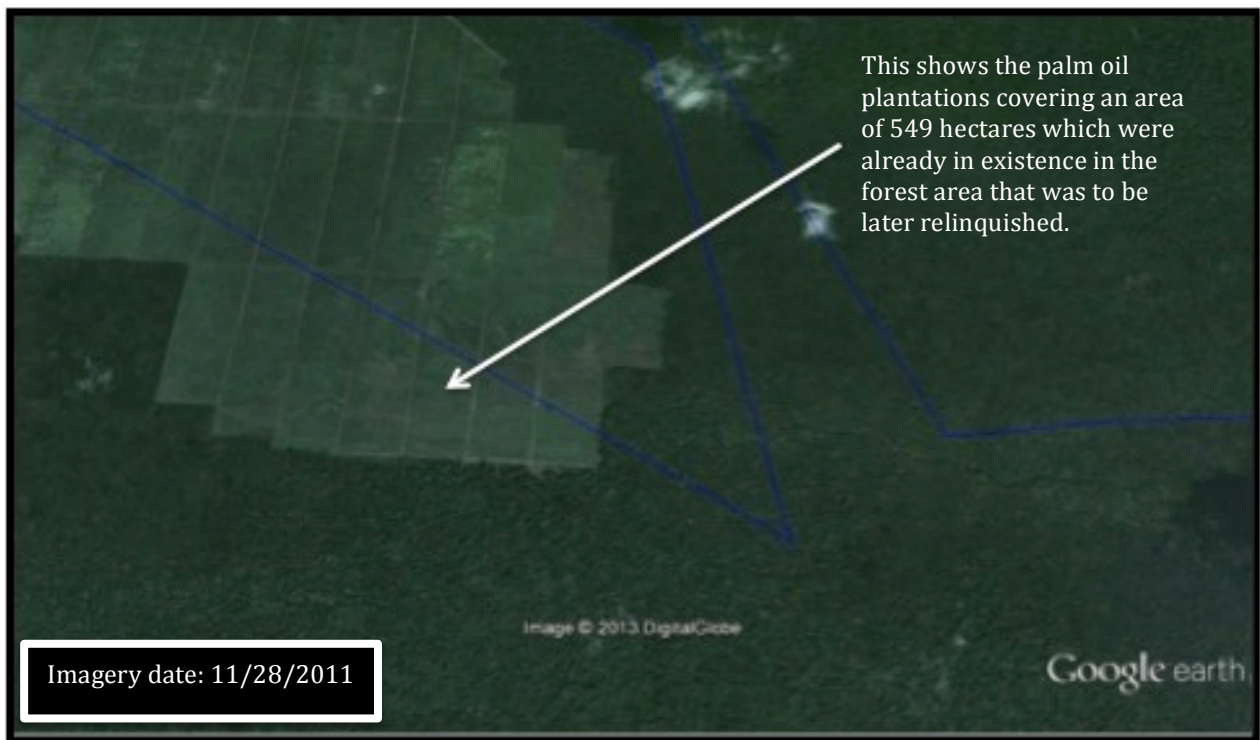 This shows the palm oil
plantations covering an area
of 549 hectares which were
already in existence in the
forest area that was to be
later relinquished.
Image © 2013 DigitalGlobe
Imagery date: 11/28/2011
Google earth